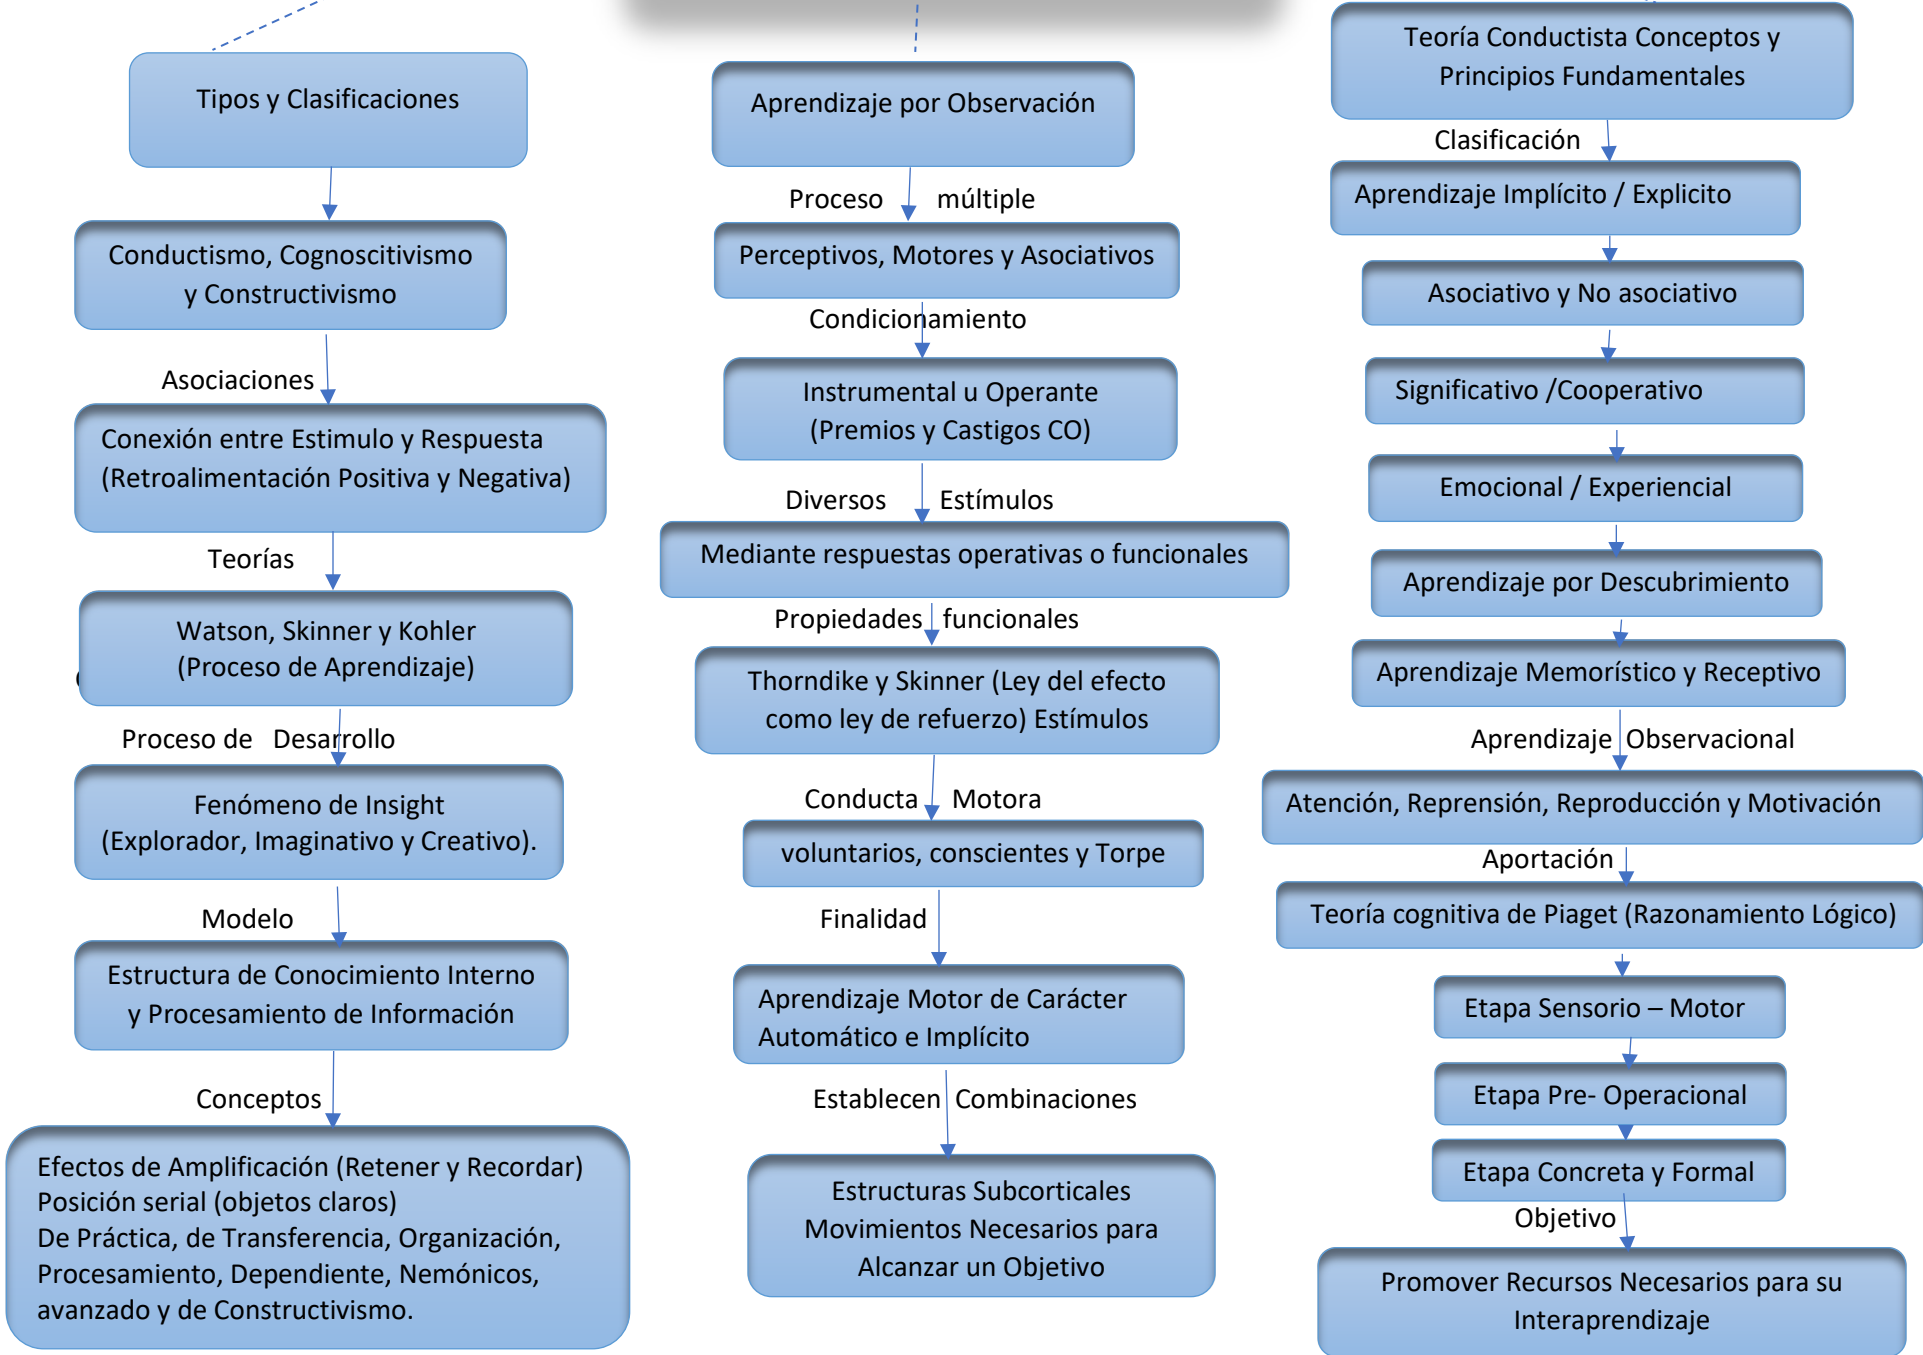 Tipos y Clasificaciones
Conductismo, Cognoscitivismo
y Constructivismo
Asociaciones
Conexión entre Estimulo y Respuesta
(Retroalimentación Positiva y Negativa)
Teorías
Watson, Skinner y Kohler
(Proceso de Aprendizaje)
Proceso de Desarrollo
Fenómeno de Insight
(Explorador, Imaginativo y Creativo).
Modelo
Estructura de Conocimiento Interno
y Procesamiento de Información
Conceptos
Efectos de Amplificación (Retener y Recordar)
Posición serial (objetos claros)
De Práctica, de Transferencia, Organización,
Procesamiento, Dependiente, Nemónicos,
avanzado y de Constructivismo.
Aprendizaje por Observación
Proceso múltiple
Perceptivos, Motores y Asociativos
Condicionamiento
Instrumental u Operante
(Premios y Castigos CO)
Diversos Estímulos
Mediante respuestas operativas o funcionales
Propiedades funcionales
Thorndike y Skinner (Ley del efecto
como ley de refuerzo) Estímulos
Conducta Motora
voluntarios, conscientes y Torpe
Finalidad
Aprendizaje Motor de Carácter
Automático e Implícito
Establecen Combinaciones
Estructuras Subcorticales
Movimientos Necesarios para
Alcanzar un Objetivo
Teoría Conductista Conceptos y
Principios Fundamentales
Clasificación
Aprendizaje Implícito / Explicito
Asociativo y No asociativo
Significativo /Cooperativo
Emocional / Experiencial
Aprendizaje por Descubrimiento
Aprendizaje Memorístico y Receptivo
Aprendizaje Observacional
Atención, Reprensión, Reproducción y Motivación
Aportación
Teoría cognitiva de Piaget (Razonamiento Lógico)
Etapa Sensorio – Motor
Etapa Pre- Operacional
Etapa Concreta y Formal
Objetivo
Promover Recursos Necesarios para su
Interaprendizaje